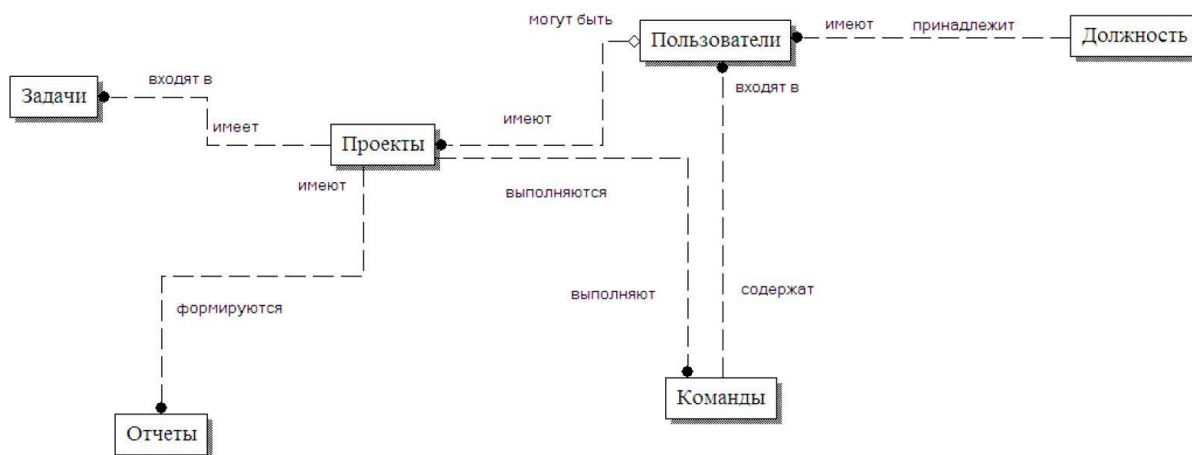 могут быть
Пользователи
имеют
принадлежит
Должность
Задачи
входят в
входят в
имеет
Проекты
имеют
имеют
выполняются
формируются
выполняют
содержат
Команды
Отчеты